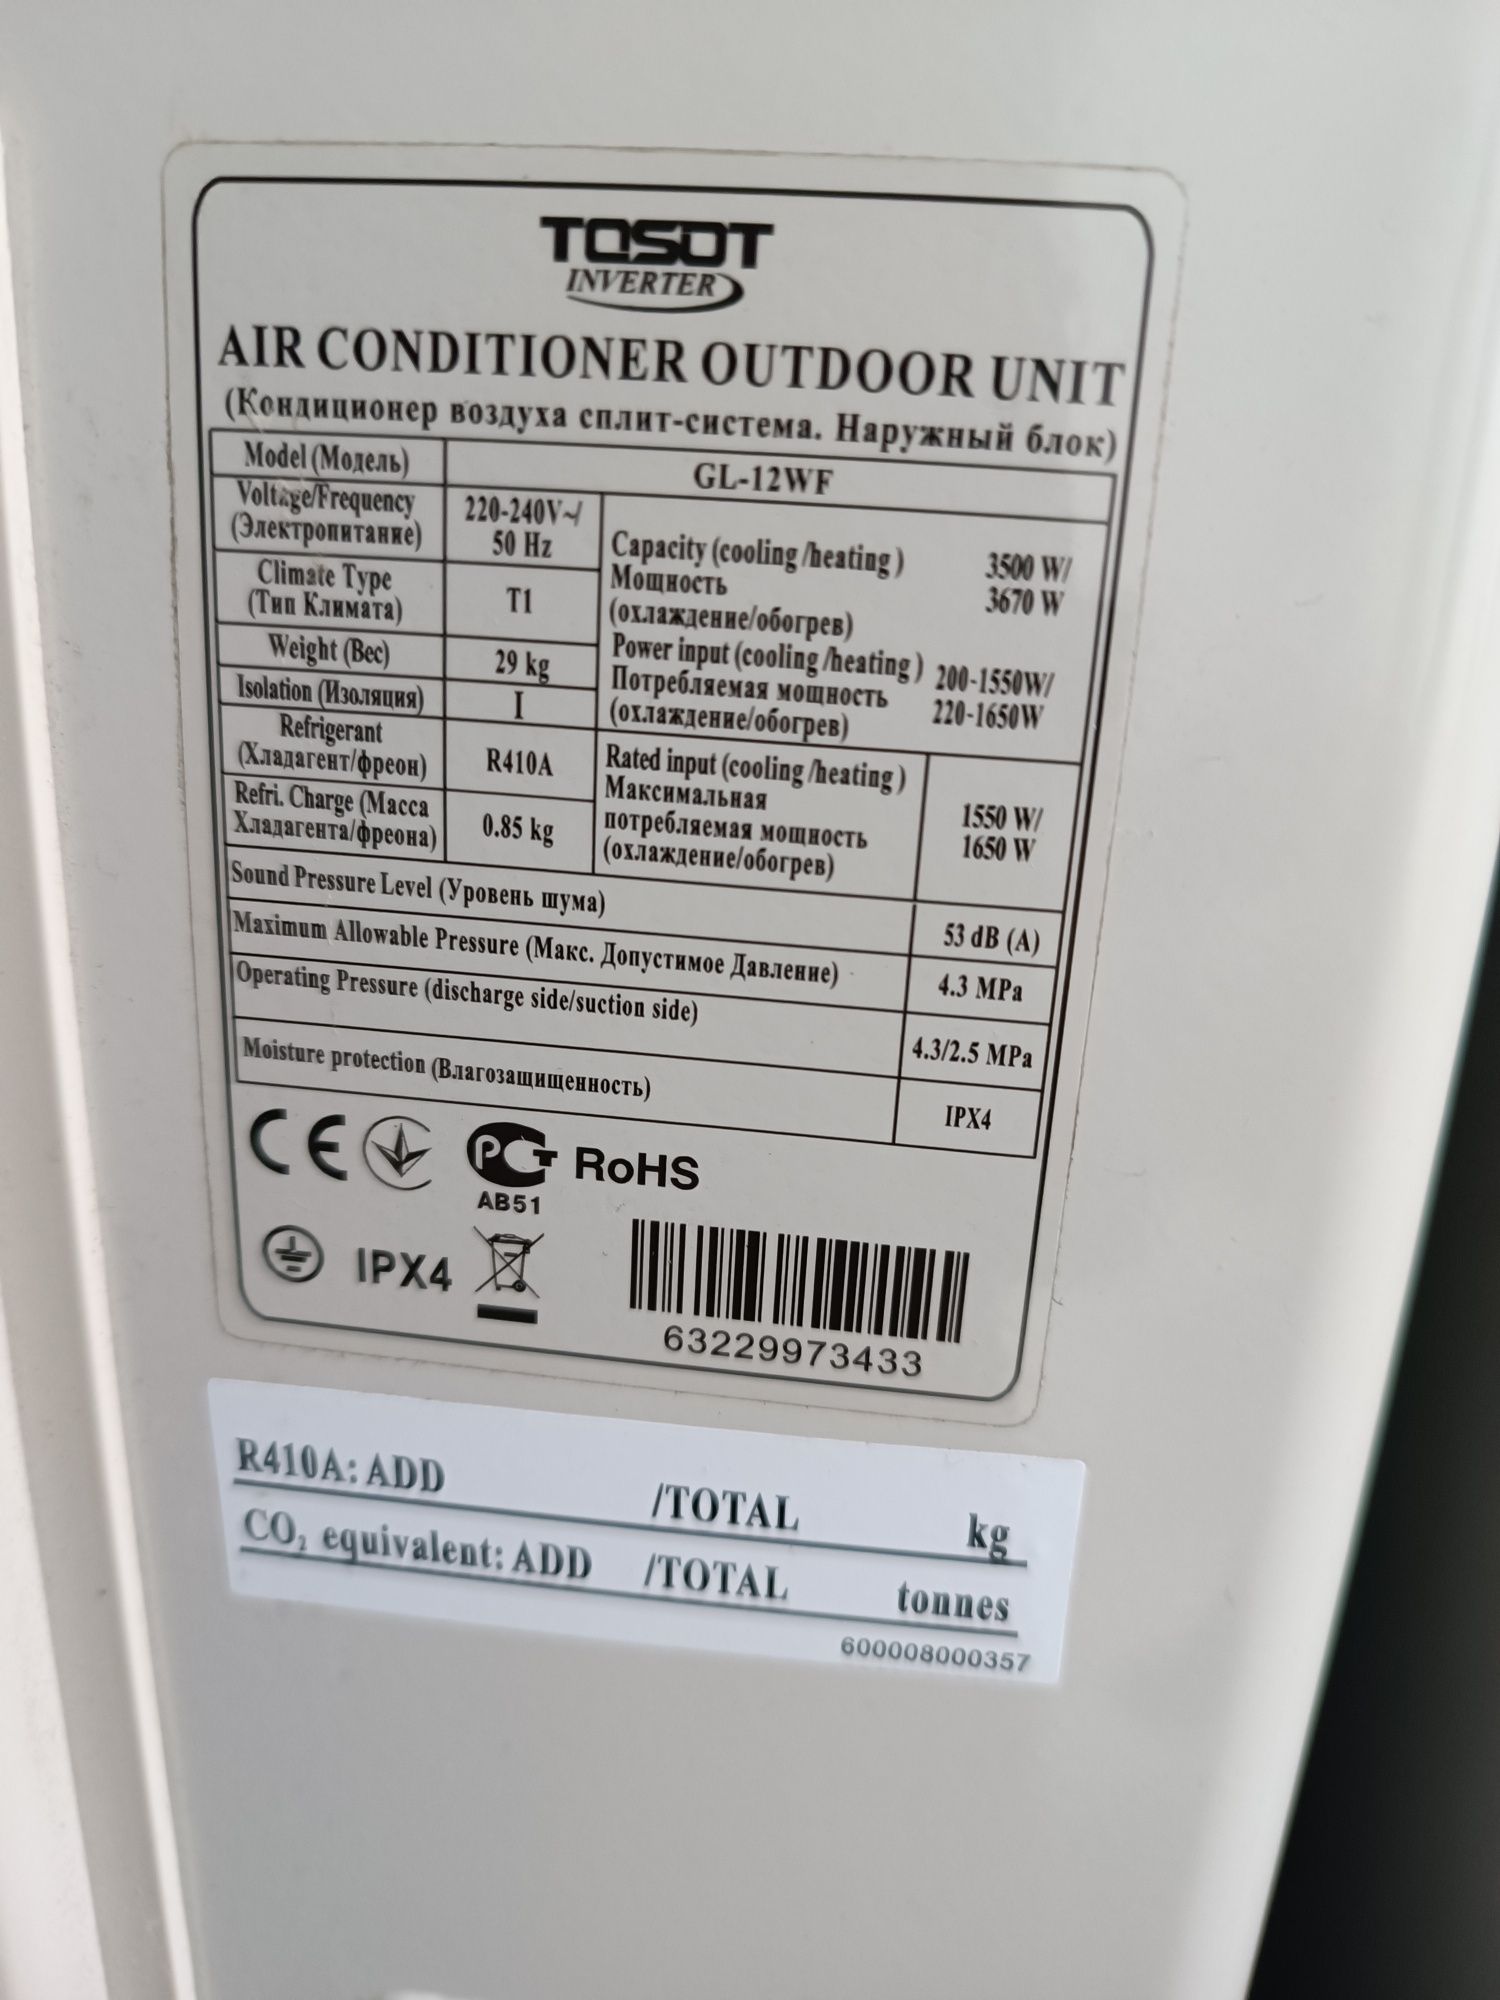 TOSOT
INVERTER
AIR CONDITIONER OUTDOOR UNIT
(Кондиционер воздуха сплит-система. Наружный блок)
Model (Модель)
GL-12WF
Voltage/Frequency
(Электропитание)
220-240V~/
50 Hz
Capacity (cooling /heating )
Мощность
(охлаждение/обогрев)
3500 W/
3670 W
Climate Type
(Тип Климата)
T1
Weight (Вес)
29 kg
Power input (cooling /heating )
Потребляемая мощность
(охлаждение/обогрев)
200-1550W/
220-1650W
Isolation (Изоляция)
I
Refrigerant
(Хладагент/фреон)
R410A
Rated input (cooling /heating )
Максимальная
потребляемая мощность
(охлаждение/обогрев)
1550 W/
1650 W
Refri. Charge (Масса
Хладагента/фреона)
0.85 kg
Sound Pressure Level (Уровень шума)
53 dB (A)
Maximum Allowable Pressure (Макс. Допустимое Давление)
4.3 MPa
Operating Pressure (discharge side/suction side)
4.3/2.5 MPa
Moisture protection (Влагозащищенность)
IPX4
CE
РСТ
RoHS
АВ51
IPX4
63229973433
R410A: ADD /TOTAL kg
CO₂ equivalent: ADD /TOTAL tonnes
600008000357